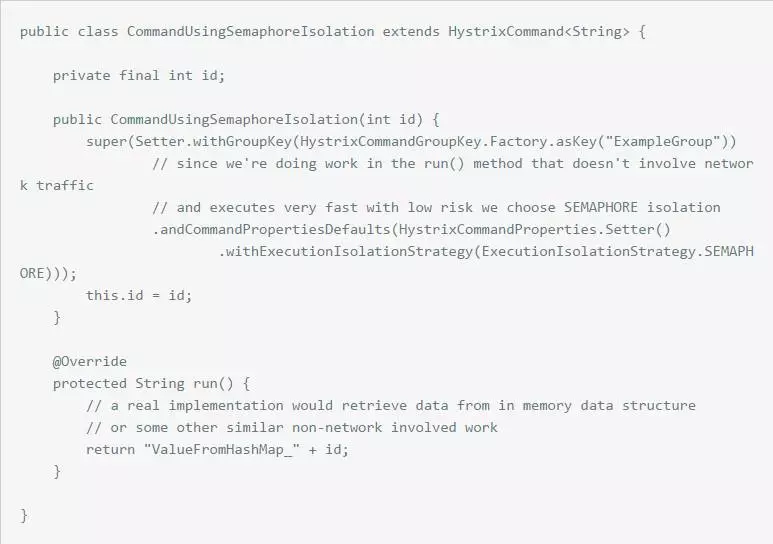 public class CommandUsingSemaphoreIsolation extends HystrixCommand<String> {
private final int id;
public CommandUsingSemaphoreIsolation(int id) {
super(Setter.withGroupKey(HystrixCommandGroupKey.Factory.asKey("ExampleGroup"))
// since we're doing work in the run() method that doesn't involve networ
k traffic
// and executes very fast with low risk we choose SEMAPHORE isolation
.andCommandPropertiesDefaults(HystrixCommandProperties.Setter()
.withExecutionIsolationStrategy(ExecutionIsolationStrategy.SEMAPH
ORE)));
this.id = id;
}
@Override
protected String run() {
// a real implementation would retrieve data from in memory data structure
// or some other similar non-network involved work
return "ValueFromHashMap_" + id;
}
}